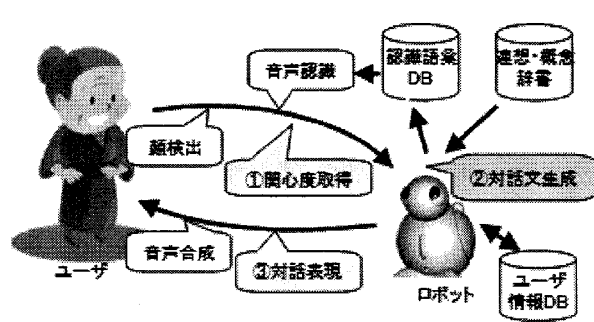 認識語彙
DB
連想・概念
辞書
音声認識
顔検出
①関心度取得
②対話文生成
音声合成
③対話表現
ユーザ
ロボット
ユーザ
情報DB